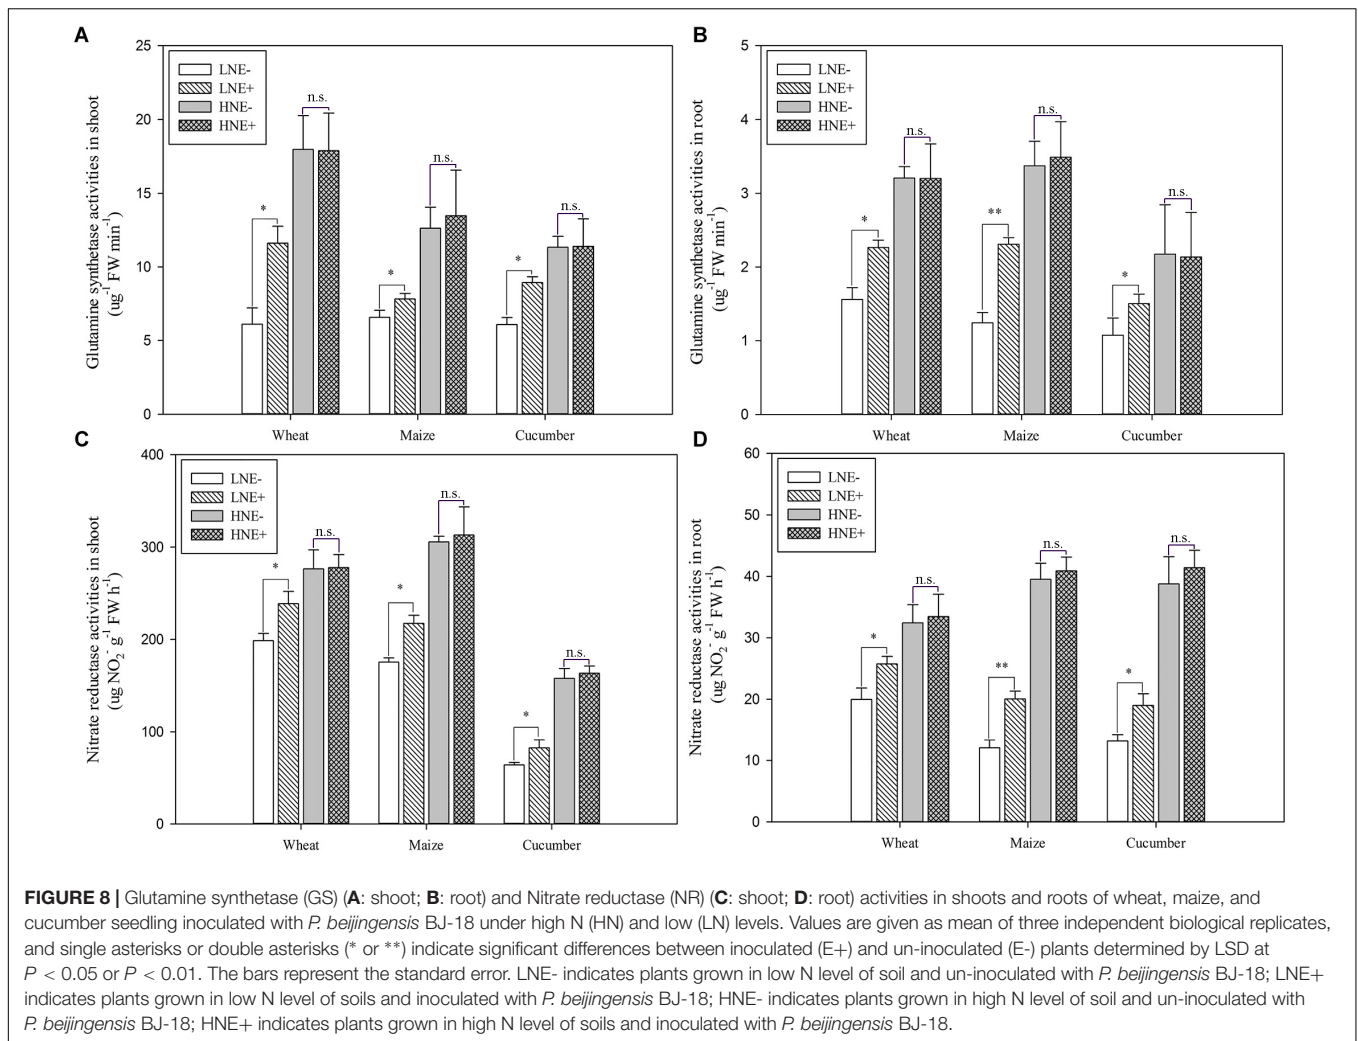 A
25
20
15
10
5
0
Glutamine synthetase activities in shoot
(ug-1 FW min-1)
LNE-
LNE+
HNE-
HNE+
*
n.s.
*
n.s.
*
n.s.
Wheat
Maize
Cucumber
B
5
4
3
2
1
0
Glutamine synthetase activities in root
(ug-1 FW min-1)
LNE-
LNE+
HNE-
HNE+
*
n.s.
**
n.s.
*
n.s.
Wheat
Maize
Cucumber
C
400
300
200
100
0
Nitrate reductase activities in shoot
(ug NO2- g-1 FW h-1)
LNE-
LNE+
HNE-
HNE+
*
n.s.
*
n.s.
*
n.s.
Wheat
Maize
Cucumber
D
60
50
40
30
20
10
0
Nitrate reductase activities in root
(ug NO2- g-1 FW h-1)
LNE-
LNE+
HNE-
HNE+
*
n.s.
**
n.s.
*
n.s.
Wheat
Maize
Cucumber
FIGURE 8 | Glutamine synthetase (GS) (A: shoot; B: root) and Nitrate reductase (NR) (C: shoot; D: root) activities in shoots and roots of wheat, maize, and
cucumber seedling inoculated with P. beijingensis BJ-18 under high N (HN) and low (LN) levels. Values are given as mean of three independent biological replicates,
and single asterisks or double asterisks (* or **) indicate significant differences between inoculated (E+) and un-inoculated (E-) plants determined by LSD at
P < 0.05 or P < 0.01. The bars represent the standard error. LNE- indicates plants grown in low N level of soil and un-inoculated with P. beijingensis BJ-18; LNE+
indicates plants grown in low N level of soils and inoculated with P. beijingensis BJ-18; HNE- indicates plants grown in high N level of soil and un-inoculated with
P. beijingensis BJ-18; HNE+ indicates plants grown in high N level of soils and inoculated with P. beijingensis BJ-18.